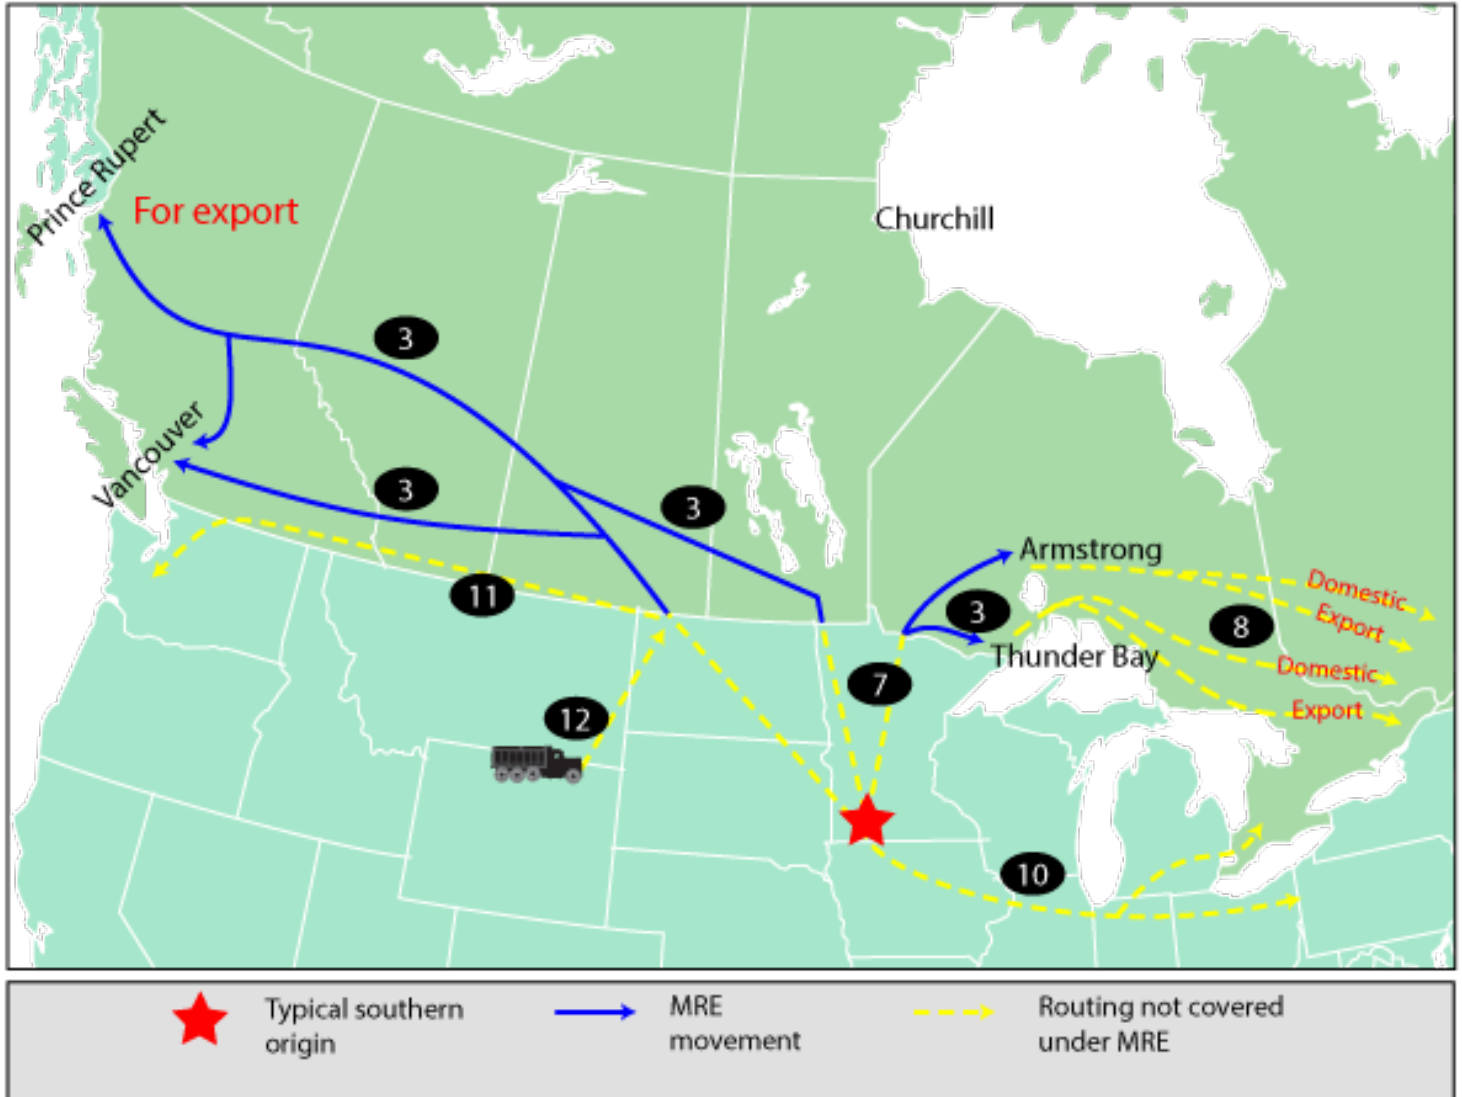 Prince Rupert
For export
Churchill
3
Vancouver
3
3
Armstrong
11
3
Domestic
Export
8
Thunder Bay
Domestic
7
Export
12
10
Typical southern
origin
MRE
movement
Routing not covered
under MRE